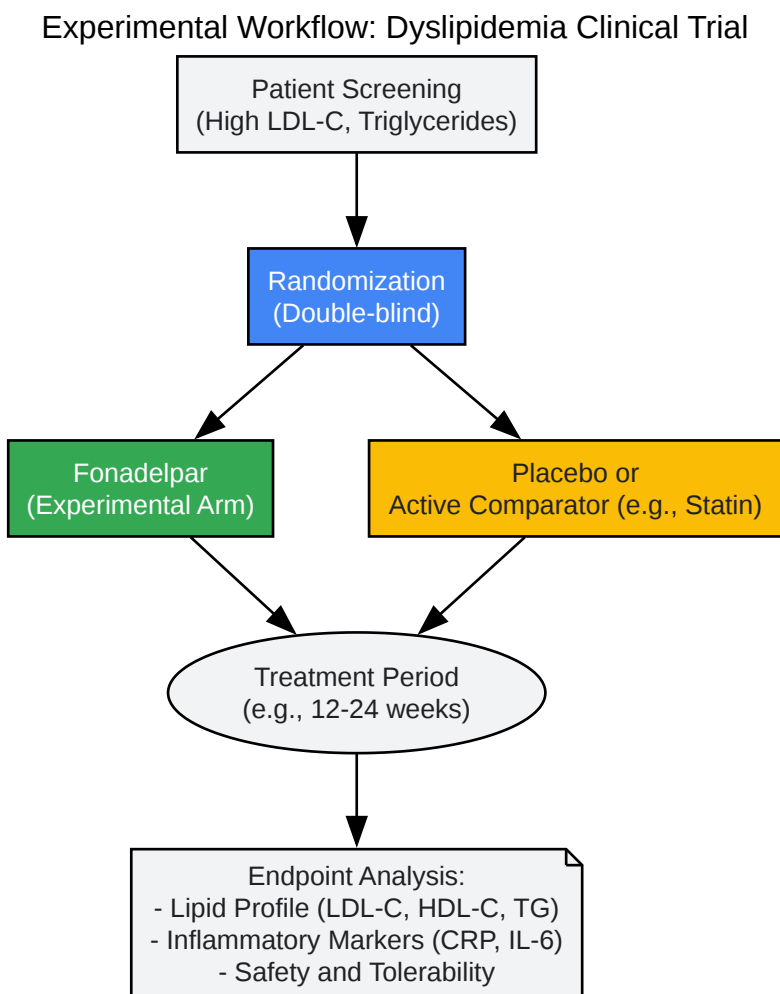 Experimental Workflow: Dyslipidemia Clinical Trial
Patient Screening
(High LDL-C, Triglycerides)
Randomization
(Double-blind)
Fonadelpar
(Experimental Arm)
Placebo or
Active Comparator (e.g., Statin)
Treatment Period
(e.g., 12-24 weeks)
Endpoint Analysis:
- Lipid Profile (LDL-C, HDL-C, TG)
- Inflammatory Markers (CRP, IL-6)
- Safety and Tolerability